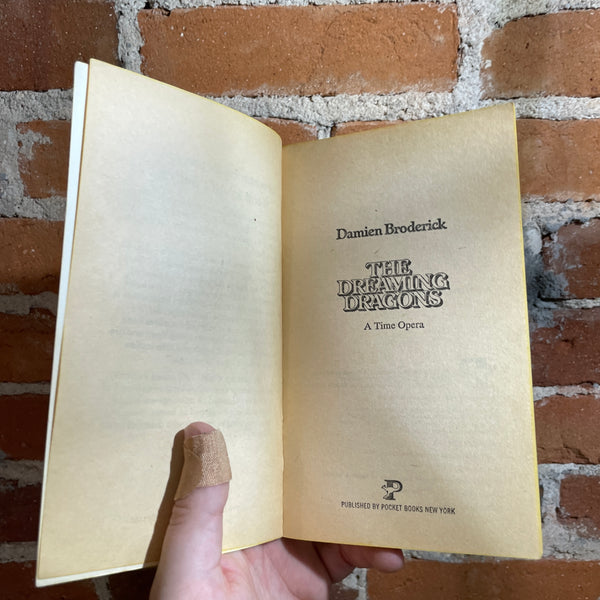 Damien Broderick
THE
DREAMING
DRAGONS
A Time Opera
P
PUBLISHED BY POCKET BOOKS NEW YORK